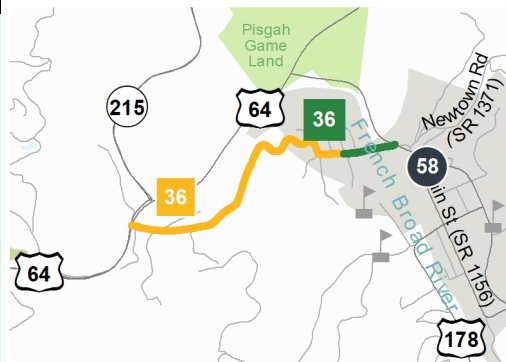 Pisgah
Game
Land
215
64
36
Newtown Rd
(SR 1371)
58
36
French Broad River
in St (SR 1156)
64
178